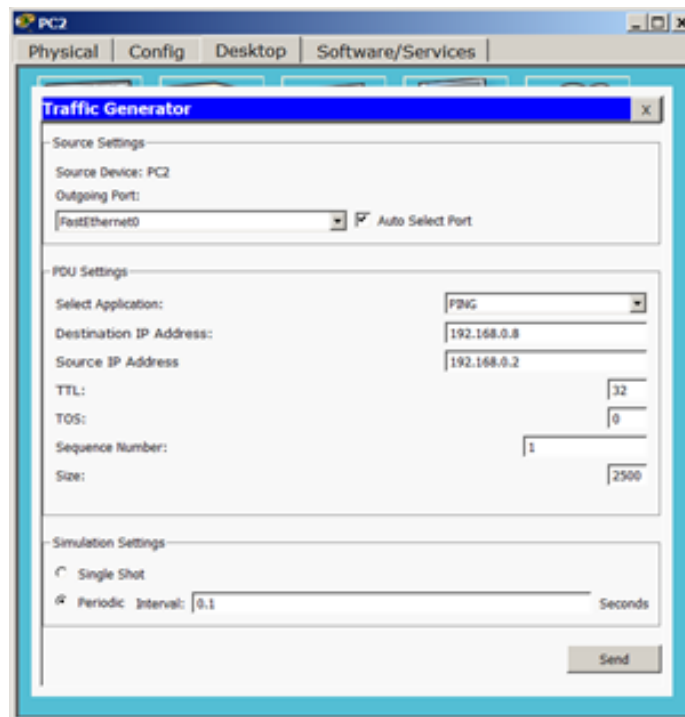 PC2
Physical Config Desktop Software/Services
Traffic Generator X
Source Settings
Source Device: PC2
Outgoing Port:
FastEthernet0 Auto Select Port
PDU Settings
Select Application: PING
Destination IP Address: 192.168.0.8
Source IP Address 192.168.0.2
TTL: 32
TOS: 0
Sequence Number: 1
Size: 2500
Simulation Settings
Single Shot
Periodic Interval: 0.1 Seconds
Send